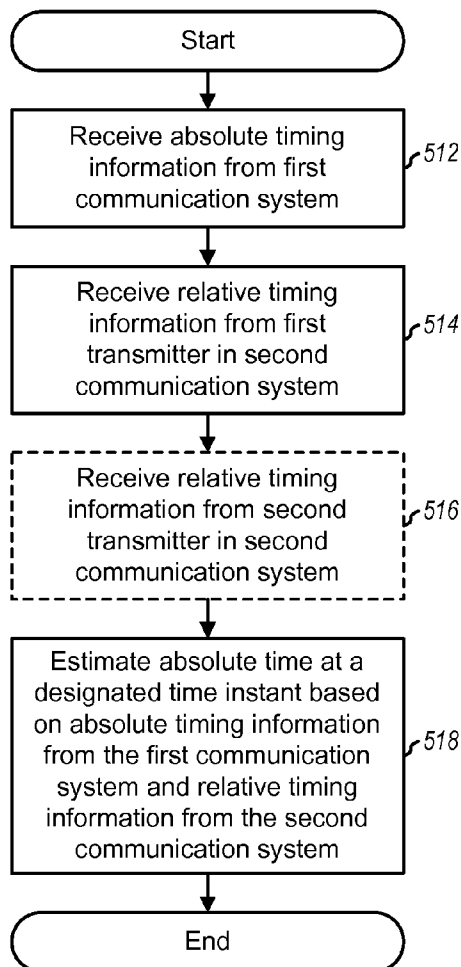 Start
Receive absolute timing
information from first
communication system
512
Receive relative timing
information from first
transmitter in second
communication system
514
Receive relative timing
information from second
transmitter in second
communication system
516
Estimate absolute time at a
designated time instant based
on absolute timing information
from the first communication
system and relative timing
information from the second
communication system
518
End